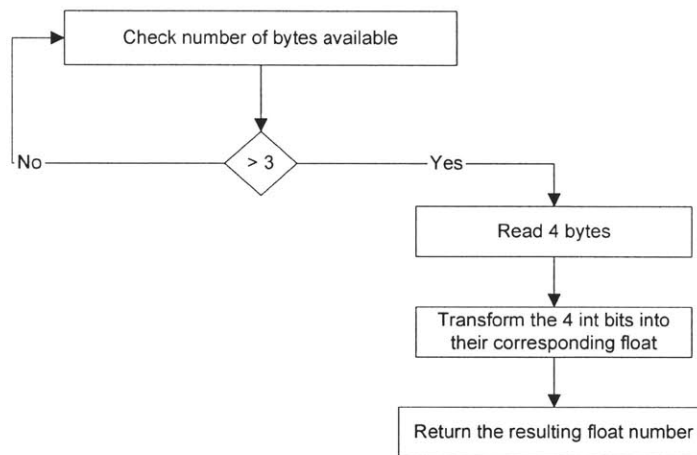 Check number of bytes available
> 3
No
Yes
Read 4 bytes
Transform the 4 int bits into
their corresponding float
Return the resulting float number